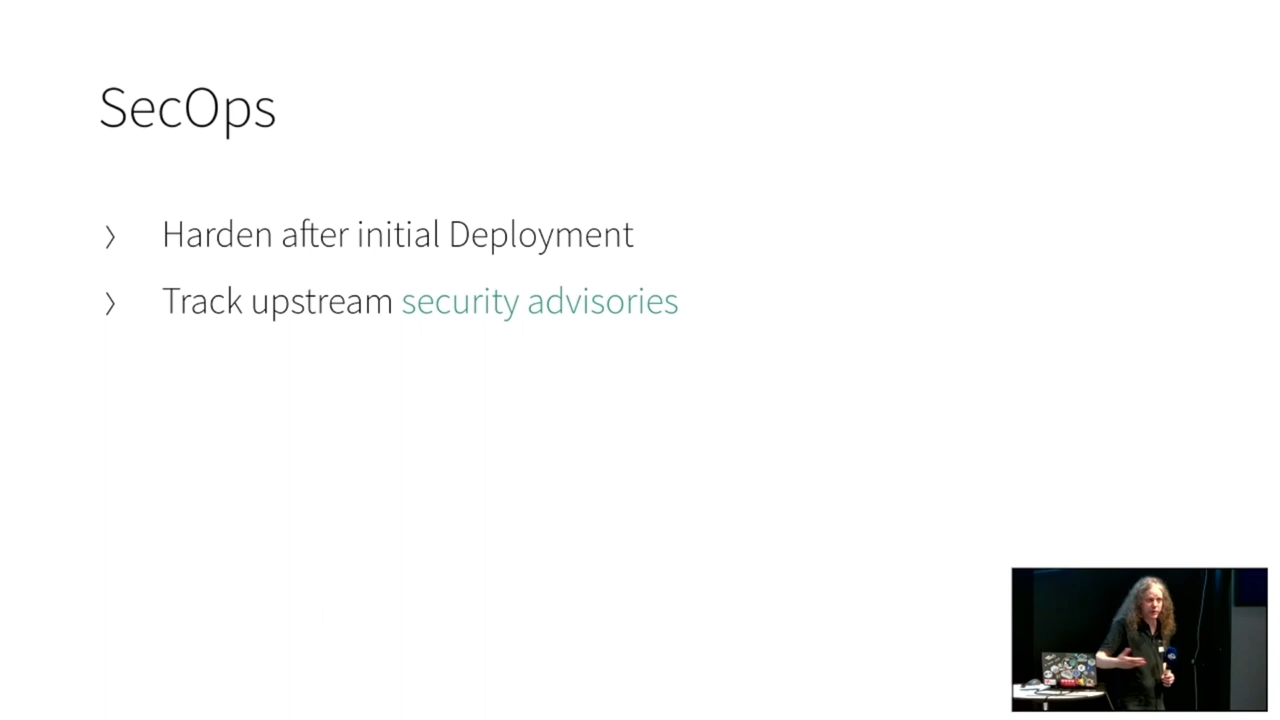 SecOps
〉 Harden after initial Deployment
〉 Track upstream security advisories